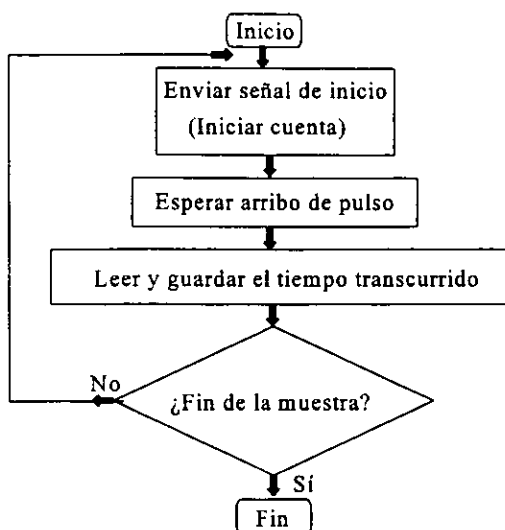 Inicio
Enviar señal de inicio
(Iniciar cuenta)
Esperar arribo de pulso
Leer y guardar el tiempo transcurrido
No
¿Fin de la muestra?
Sí
Fin